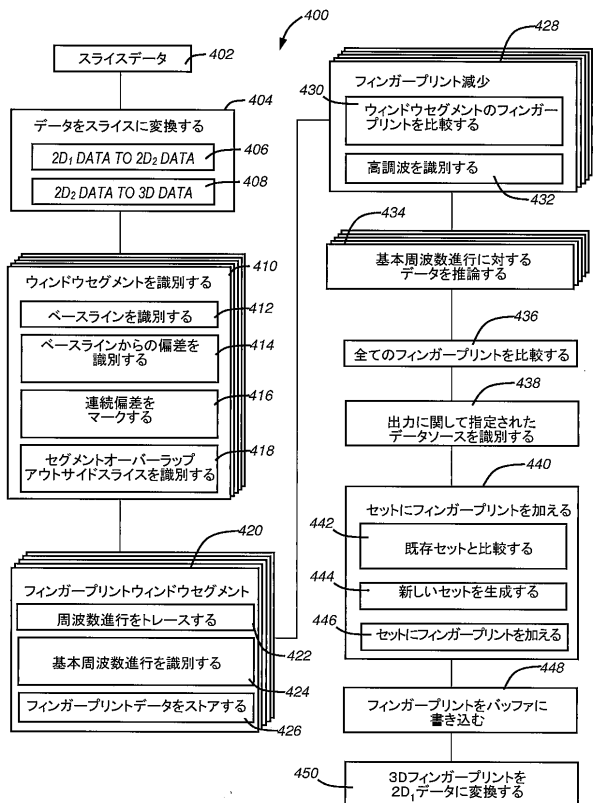 400
スライスデータ
402
404
データをスライスに変換する
2D₁ DATA TO 2D₂ DATA
406
2D₂ DATA TO 3D DATA
408
ウィンドウセグメントを識別する
410
ベースラインを識別する
412
ベースラインからの偏差を
識別する
414
連続偏差を
マークする
416
セグメントオーバーラップ
アウトサイドスライスを識別する
418
420
フィンガープリントウィンドウセグメント
周波数進行をトレースする
422
基本周波数進行を識別する
424
フィンガープリントデータをストアする
426
428
フィンガープリント減少
430
ウィンドウセグメントのフィンガー
プリントを比較する
高調波を識別する
432
434
基本周波数進行に対する
データを推論する
436
全てのフィンガープリントを比較する
438
出力に関して指定された
データソースを識別する
440
セットにフィンガープリントを加える
442
既存セットと比較する
444
新しいセットを生成する
446
セットにフィンガープリントを加える
448
フィンガープリントをバッファに
書き込む
450
3Dフィンガープリントを
2D₁データに変換する